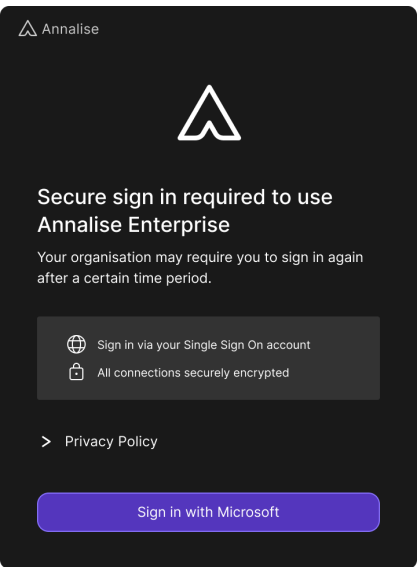 Annalise
Secure sign in required to use
Annalise Enterprise
Your organisation may require you to sign in again
after a certain time period.
Sign in via your Single Sign On account
All connections securely encrypted
Privacy Policy
Sign in with Microsoft